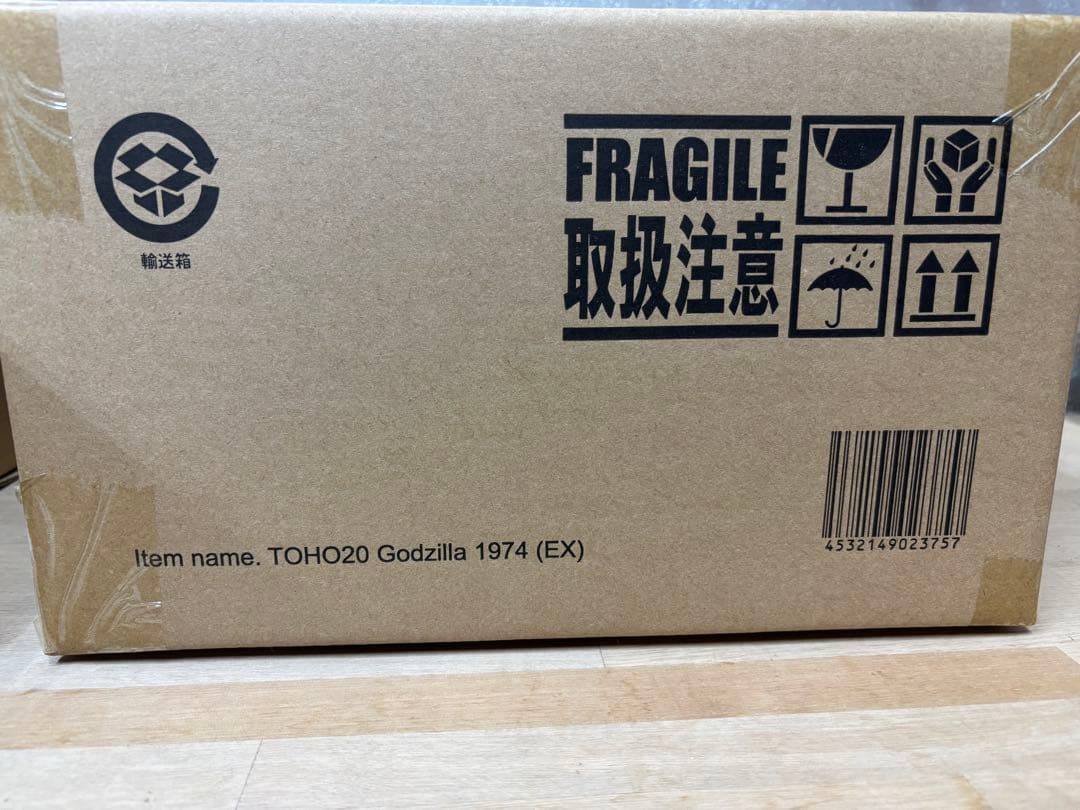 輸送箱
FRAGILE
取扱注意
4532149023757
Item name. TOHO20 Godzilla 1974 (EX)